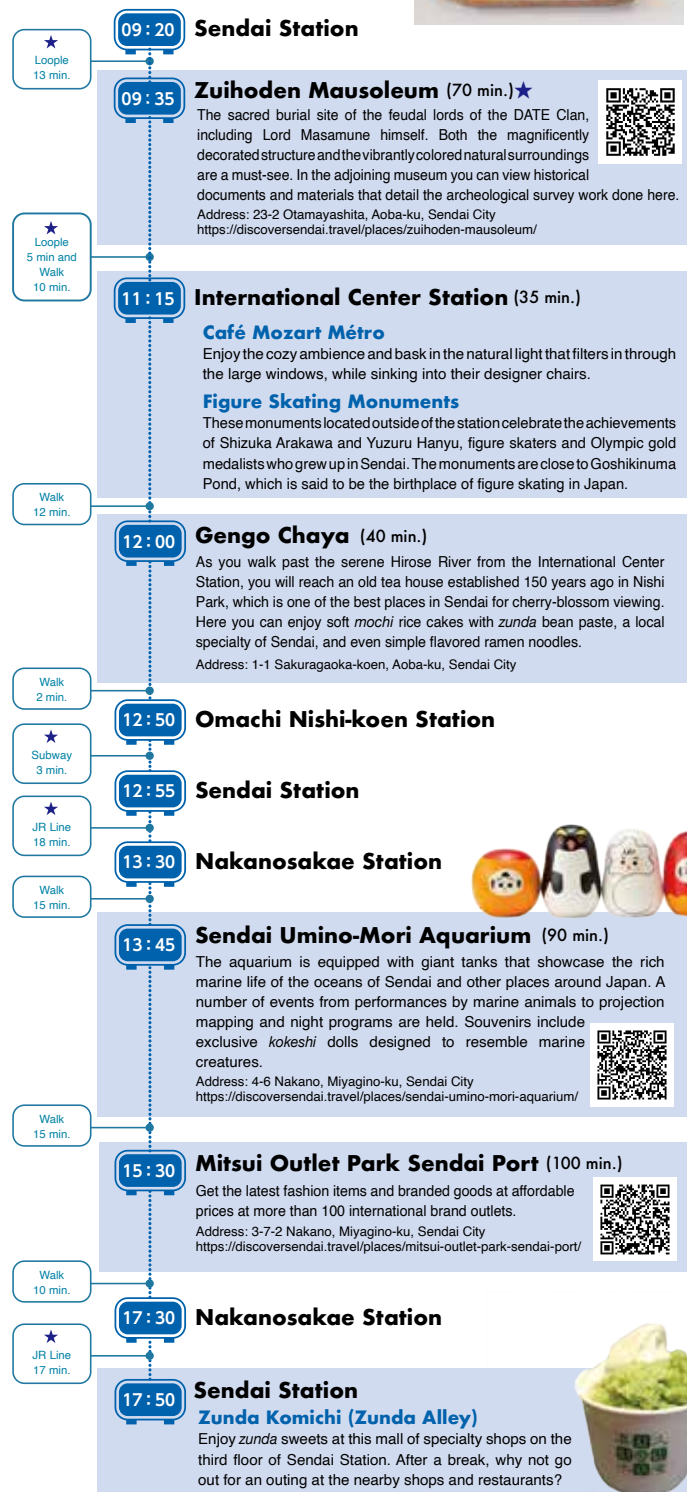 09:20 Sendai Station
★
Loople
13 min.
09:35 Zuihoden Mausoleum (70 min.)★
The sacred burial site of the feudal lords of the DATE Clan,
including Lord Masamune himself. Both the magnificently
decorated structure and the vibrantly colored natural surroundings
are a must-see. In the adjoining museum you can view historical
documents and materials that detail the archeological survey work done here.
Address: 23-2 Otamayashita, Aoba-ku, Sendai City
https://discoversendai.travel/places/zuihoden-mausoleum/
★
Loople
5 min and
Walk
10 min.
11:15 International Center Station (35 min.)
Café Mozart Métro
Enjoy the cozy ambience and bask in the natural light that filters in through
the large windows, while sinking into their designer chairs.
Figure Skating Monuments
These monuments located outside of the station celebrate the achievements
of Shizuka Arakawa and Yuzuru Hanyu, figure skaters and Olympic gold
medalists who grew up in Sendai. The monuments are close to Goshikinuma
Pond, which is said to be the birthplace of figure skating in Japan.
Walk
12 min.
12:00 Gengo Chaya (40 min.)
As you walk past the serene Hirose River from the International Center
Station, you will reach an old tea house established 150 years ago in Nishi
Park, which is one of the best places in Sendai for cherry-blossom viewing.
Here you can enjoy soft mochi rice cakes with zunda bean paste, a local
specialty of Sendai, and even simple flavored ramen noodles.
Address: 1-1 Sakuragaoka-koen, Aoba-ku, Sendai City
Walk
2 min.
12:50 Omachi Nishi-koen Station
★
Subway
3 min.
12:55 Sendai Station
★
JR Line
18 min.
13:30 Nakanosakae Station
Walk
15 min.
13:45 Sendai Umino-Mori Aquarium (90 min.)
The aquarium is equipped with giant tanks that showcase the rich
marine life of the oceans of Sendai and other places around Japan. A
number of events from performances by marine animals to projection
mapping and night programs are held. Souvenirs include
exclusive kokeshi dolls designed to resemble marine
creatures.
Address: 4-6 Nakano, Miyagino-ku, Sendai City
https://discoversendai.travel/places/sendai-umino-mori-aquarium/
Walk
15 min.
15:30 Mitsui Outlet Park Sendai Port (100 min.)
Get the latest fashion items and branded goods at affordable
prices at more than 100 international brand outlets.
Address: 3-7-2 Nakano, Miyagino-ku, Sendai City
https://discoversendai.travel/places/mitsui-outlet-park-sendai-port/
Walk
10 min.
17:30 Nakanosakae Station
★
JR Line
17 min.
17:50 Sendai Station
Zunda Komichi (Zunda Alley)
Enjoy zunda sweets at this mall of specialty shops on the
third floor of Sendai Station. After a break, why not go
out for an outing at the nearby shops and restaurants?